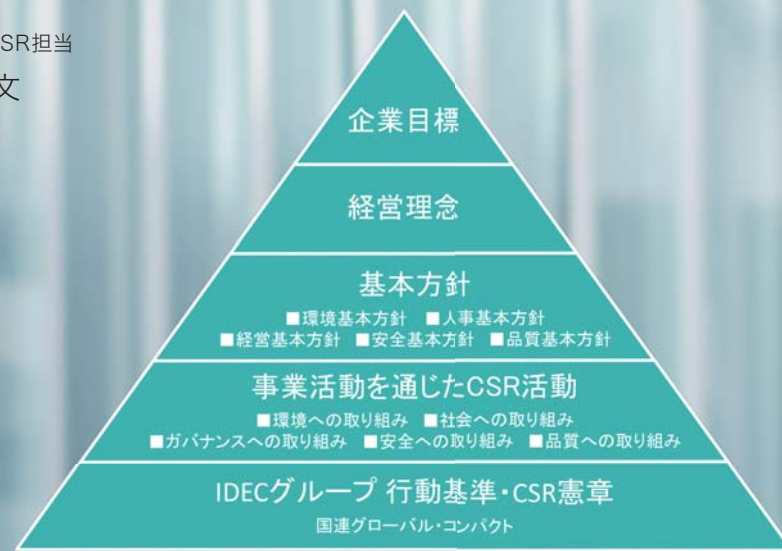 SR担当
文
企業目標
経営理念
基本方針
■環境基本方針 ■人事基本方針
■経営基本方針 ■安全基本方針 ■品質基本方針
事業活動を通じたCSR活動
■環境への取り組み ■社会への取り組み
■ガバナンスへの取り組み ■安全への取り組み ■品質への取り組み
IDECグループ 行動基準・CSR憲章
国連グローバル・コンパクト